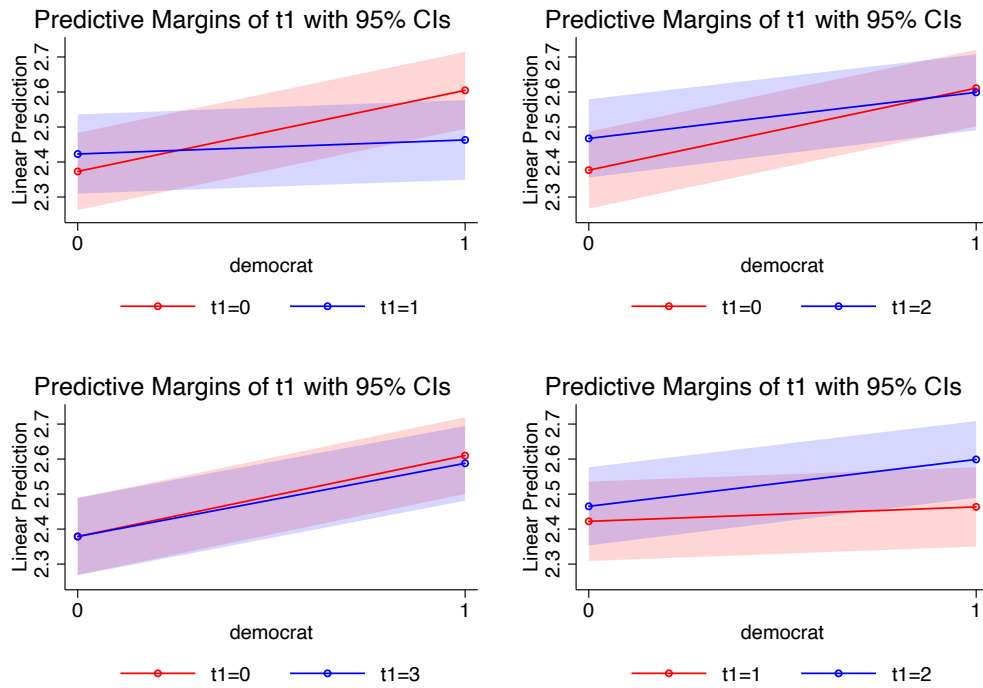 Predictive Margins of t1 with 95% CIs
Linear Prediction
2.7
2.6
2.5
2.4
2.3
0 1
democrat
t1=0 t1=1
Predictive Margins of t1 with 95% CIs
Linear Prediction
2.7
2.6
2.5
2.4
2.3
0 1
democrat
t1=0 t1=2
Predictive Margins of t1 with 95% CIs
Linear Prediction
2.7
2.6
2.5
2.4
2.3
0 1
democrat
t1=0 t1=3
Predictive Margins of t1 with 95% CIs
Linear Prediction
2.7
2.6
2.5
2.4
2.3
0 1
democrat
t1=1 t1=2